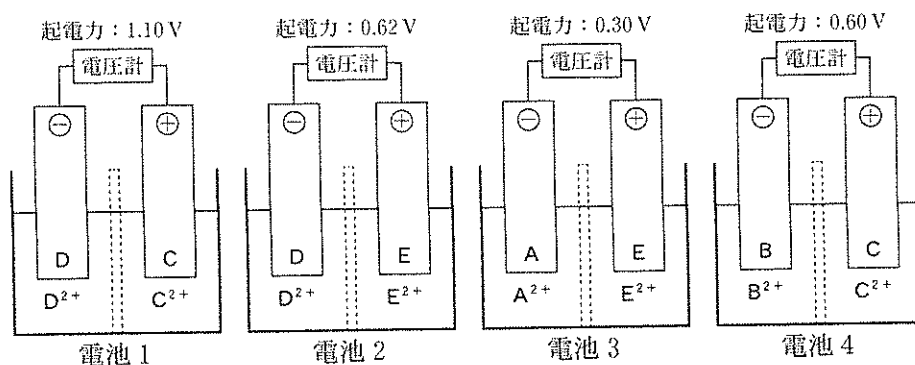 起電力：1.10 V 起電力：0.62V 起電力：0.30 V 起電力：0.60V
電圧計 電圧計 電圧計 電圧計
⊖ ⊕ ⊖ ⊕ ⊖ ⊕ ⊖ ⊕
D C D E A E B C
D²⁺ C²⁺ D²⁺ E²⁺ A²⁺ E²⁺ B²⁺ C²⁺
電池1 電池2 電池3 電池4